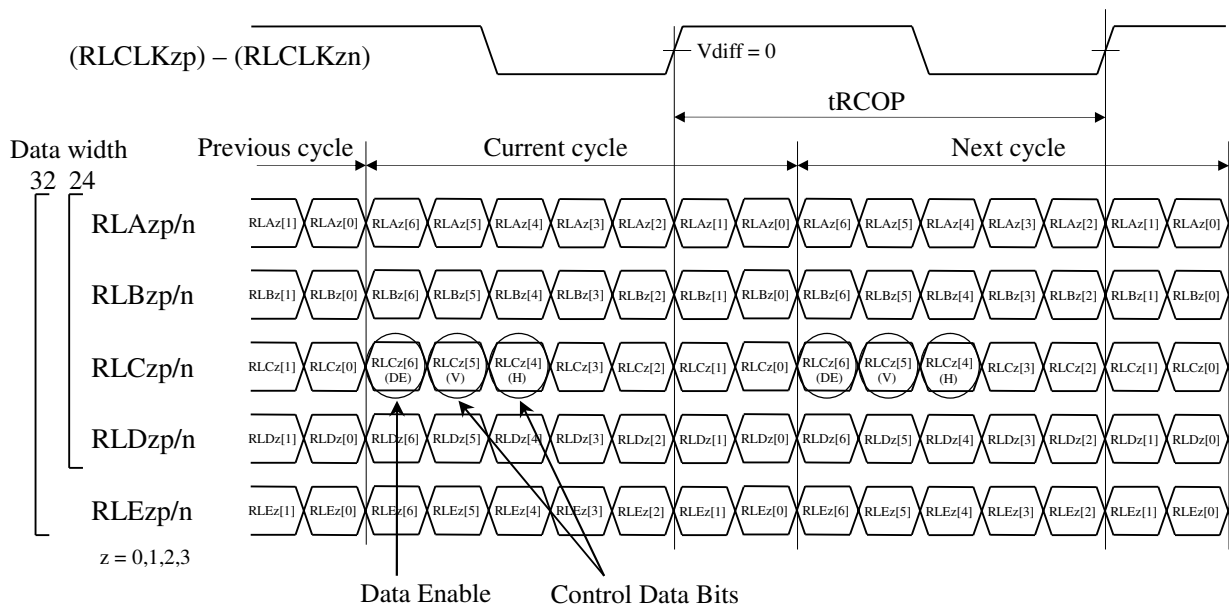 (RLCLKzp) – (RLCLKzn)
Vdiff = 0
tRCOP
Data width
Previous cycle
Current cycle
Next cycle
32 24
RLAzp/n RLAz[1] RLAz[0] RLAz[6] RLAz[5] RLAz[4] RLAz[3] RLAz[2] RLAz[1] RLAz[0] RLAz[6] RLAz[5] RLAz[4] RLAz[3] RLAz[2] RLAz[1] RLAz[0]
RLBzp/n RLBz[1] RLBz[0] RLBz[6] RLBz[5] RLBz[4] RLBz[3] RLBz[2] RLBz[1] RLBz[0] RLBz[6] RLBz[5] RLBz[4] RLBz[3] RLBz[2] RLBz[1] RLBz[0]
RLCzp/n RLCz[1] RLCz[0] RLCz[6] RLCz[5] RLCz[4] RLCz[3] RLCz[2] RLCz[1] RLCz[0] RLCz[6] RLCz[5] RLCz[4] RLCz[3] RLCz[2] RLCz[1] RLCz[0]
(DE) (V) (H) (DE) (V) (H)
RLDzp/n RLDz[1] RLDz[0] RLDz[6] RLDz[5] RLDz[4] RLDz[3] RLDz[2] RLDz[1] RLDz[0] RLDz[6] RLDz[5] RLDz[4] RLDz[3] RLDz[2] RLDz[1] RLDz[0]
RLEzp/n RLEz[1] RLEz[0] RLEz[6] RLEz[5] RLEz[4] RLEz[3] RLEz[2] RLEz[1] RLEz[0] RLEz[6] RLEz[5] RLEz[4] RLEz[3] RLEz[2] RLEz[1] RLEz[0]
z = 0,1,2,3
Data Enable
Control Data Bits